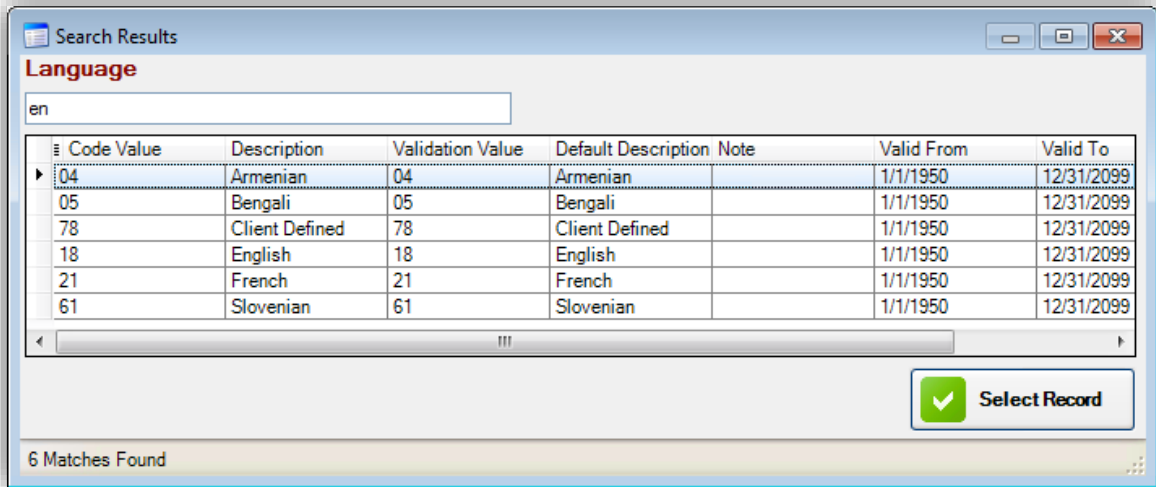 Search Results
Language
en
Code Value Description Validation Value Default Description Note Valid From Valid To
04 Armenian 04 Armenian 1/1/1950 12/31/2099
05 Bengali 05 Bengali 1/1/1950 12/31/2099
78 Client Defined 78 Client Defined 1/1/1950 12/31/2099
18 English 18 English 1/1/1950 12/31/2099
21 French 21 French 1/1/1950 12/31/2099
61 Slovenian 61 Slovenian 1/1/1950 12/31/2099
Select Record
6 Matches Found